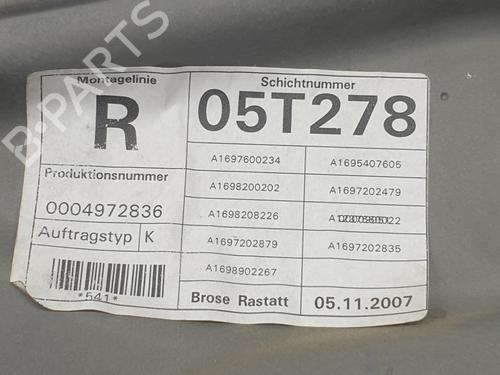 B-PARTS
Montagelinie
Schichtnummer
R
05T278
Produktionsnummer
0004972836
Auftragstyp K
*541*
A1697600234
A1695407605
A1698200202
A1697202479
A1698208226
A1697202879
A1697202835
A1698902267
Brose Rastatt
05.11.2007